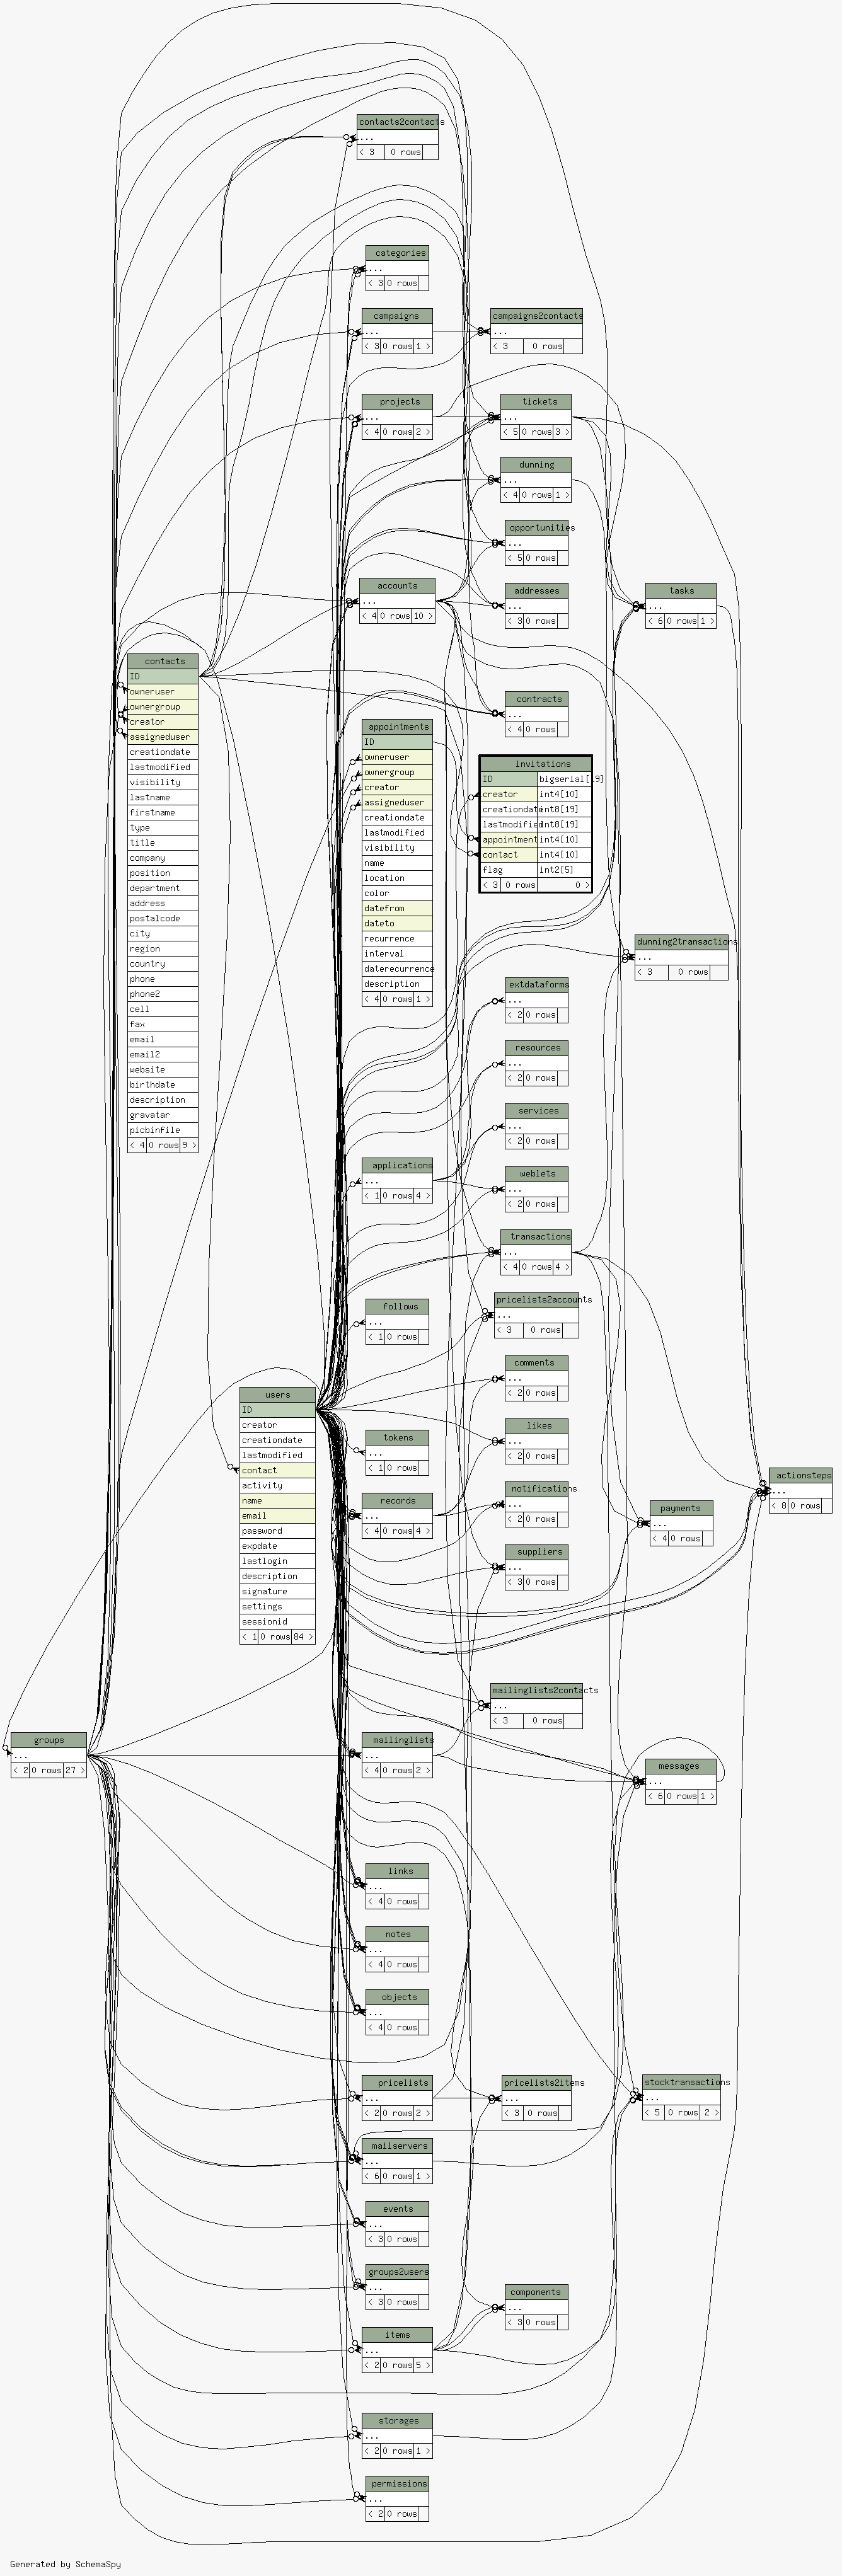 contacts2contacts
...
< 3 0 rows
categories
...
< 3 0 rows
campaigns
...
< 3 0 rows 1 >
campaigns2contacts
...
< 3 0 rows
projects
...
< 4 0 rows 2 >
tickets
...
< 5 0 rows 3 >
dunning
...
< 4 0 rows 1 >
opportunities
...
< 5 0 rows
accounts
...
< 4 0 rows 10 >
addresses
...
< 3 0 rows
tasks
...
< 6 0 rows 1 >
contacts
ID
owneruser
ownergroup
creator
assigneduser
creationdate
lastmodified
visibility
lastname
firstname
type
title
company
position
department
address
postalcode
city
region
country
phone
phone2
cell
fax
email
email2
website
birthdate
description
gravatar
picbinfile
< 4 0 rows 9 >
contracts
...
< 4 0 rows
appointments
ID
owneruser
ownergroup
creator
assigneduser
creationdate
lastmodified
visibility
name
location
color
datefrom
dateto
recurrence
interval
daterecurrence
description
< 4 0 rows 1 >
invitations
ID bigserial[19]
creator int4[10]
creationdate int8[19]
lastmodified int8[19]
appointment int4[10]
contact int4[10]
flag int2[5]
< 3 0 rows 0 >
dunning2transactions
...
< 3 0 rows
extdataforms
...
< 2 0 rows
resources
...
< 2 0 rows
services
...
< 2 0 rows
applications
...
< 1 0 rows 4 >
weblets
...
< 2 0 rows
transactions
...
< 4 0 rows 4 >
follows
...
< 1 0 rows
pricelists2accounts
...
< 3 0 rows
comments
...
< 2 0 rows
users
ID
creator
creationdate
lastmodified
contact
activity
name
email
password
expdate
lastlogin
description
signature
settings
sessionid
< 1 0 rows 84 >
likes
...
< 2 0 rows
tokens
...
< 1 0 rows
actionsteps
...
< 8 0 rows
notifications
...
< 2 0 rows
records
...
< 4 0 rows 4 >
payments
...
< 4 0 rows
suppliers
...
< 3 0 rows
mailinglists2contacts
...
< 3 0 rows
groups
...
< 2 0 rows 27 >
mailinglists
...
< 4 0 rows 2 >
messages
...
< 6 0 rows 1 >
links
...
< 4 0 rows
notes
...
< 4 0 rows
objects
...
< 4 0 rows
pricelists
...
< 2 0 rows 2 >
pricelists2items
...
< 3 0 rows
stocktransactions
...
< 5 0 rows 2 >
mailservers
...
< 6 0 rows 1 >
events
...
< 3 0 rows
groups2users
...
< 3 0 rows
components
...
< 3 0 rows
items
...
< 2 0 rows 5 >
storages
...
< 2 0 rows 1 >
permissions
...
< 2 0 rows
Generated by SchemaSpy